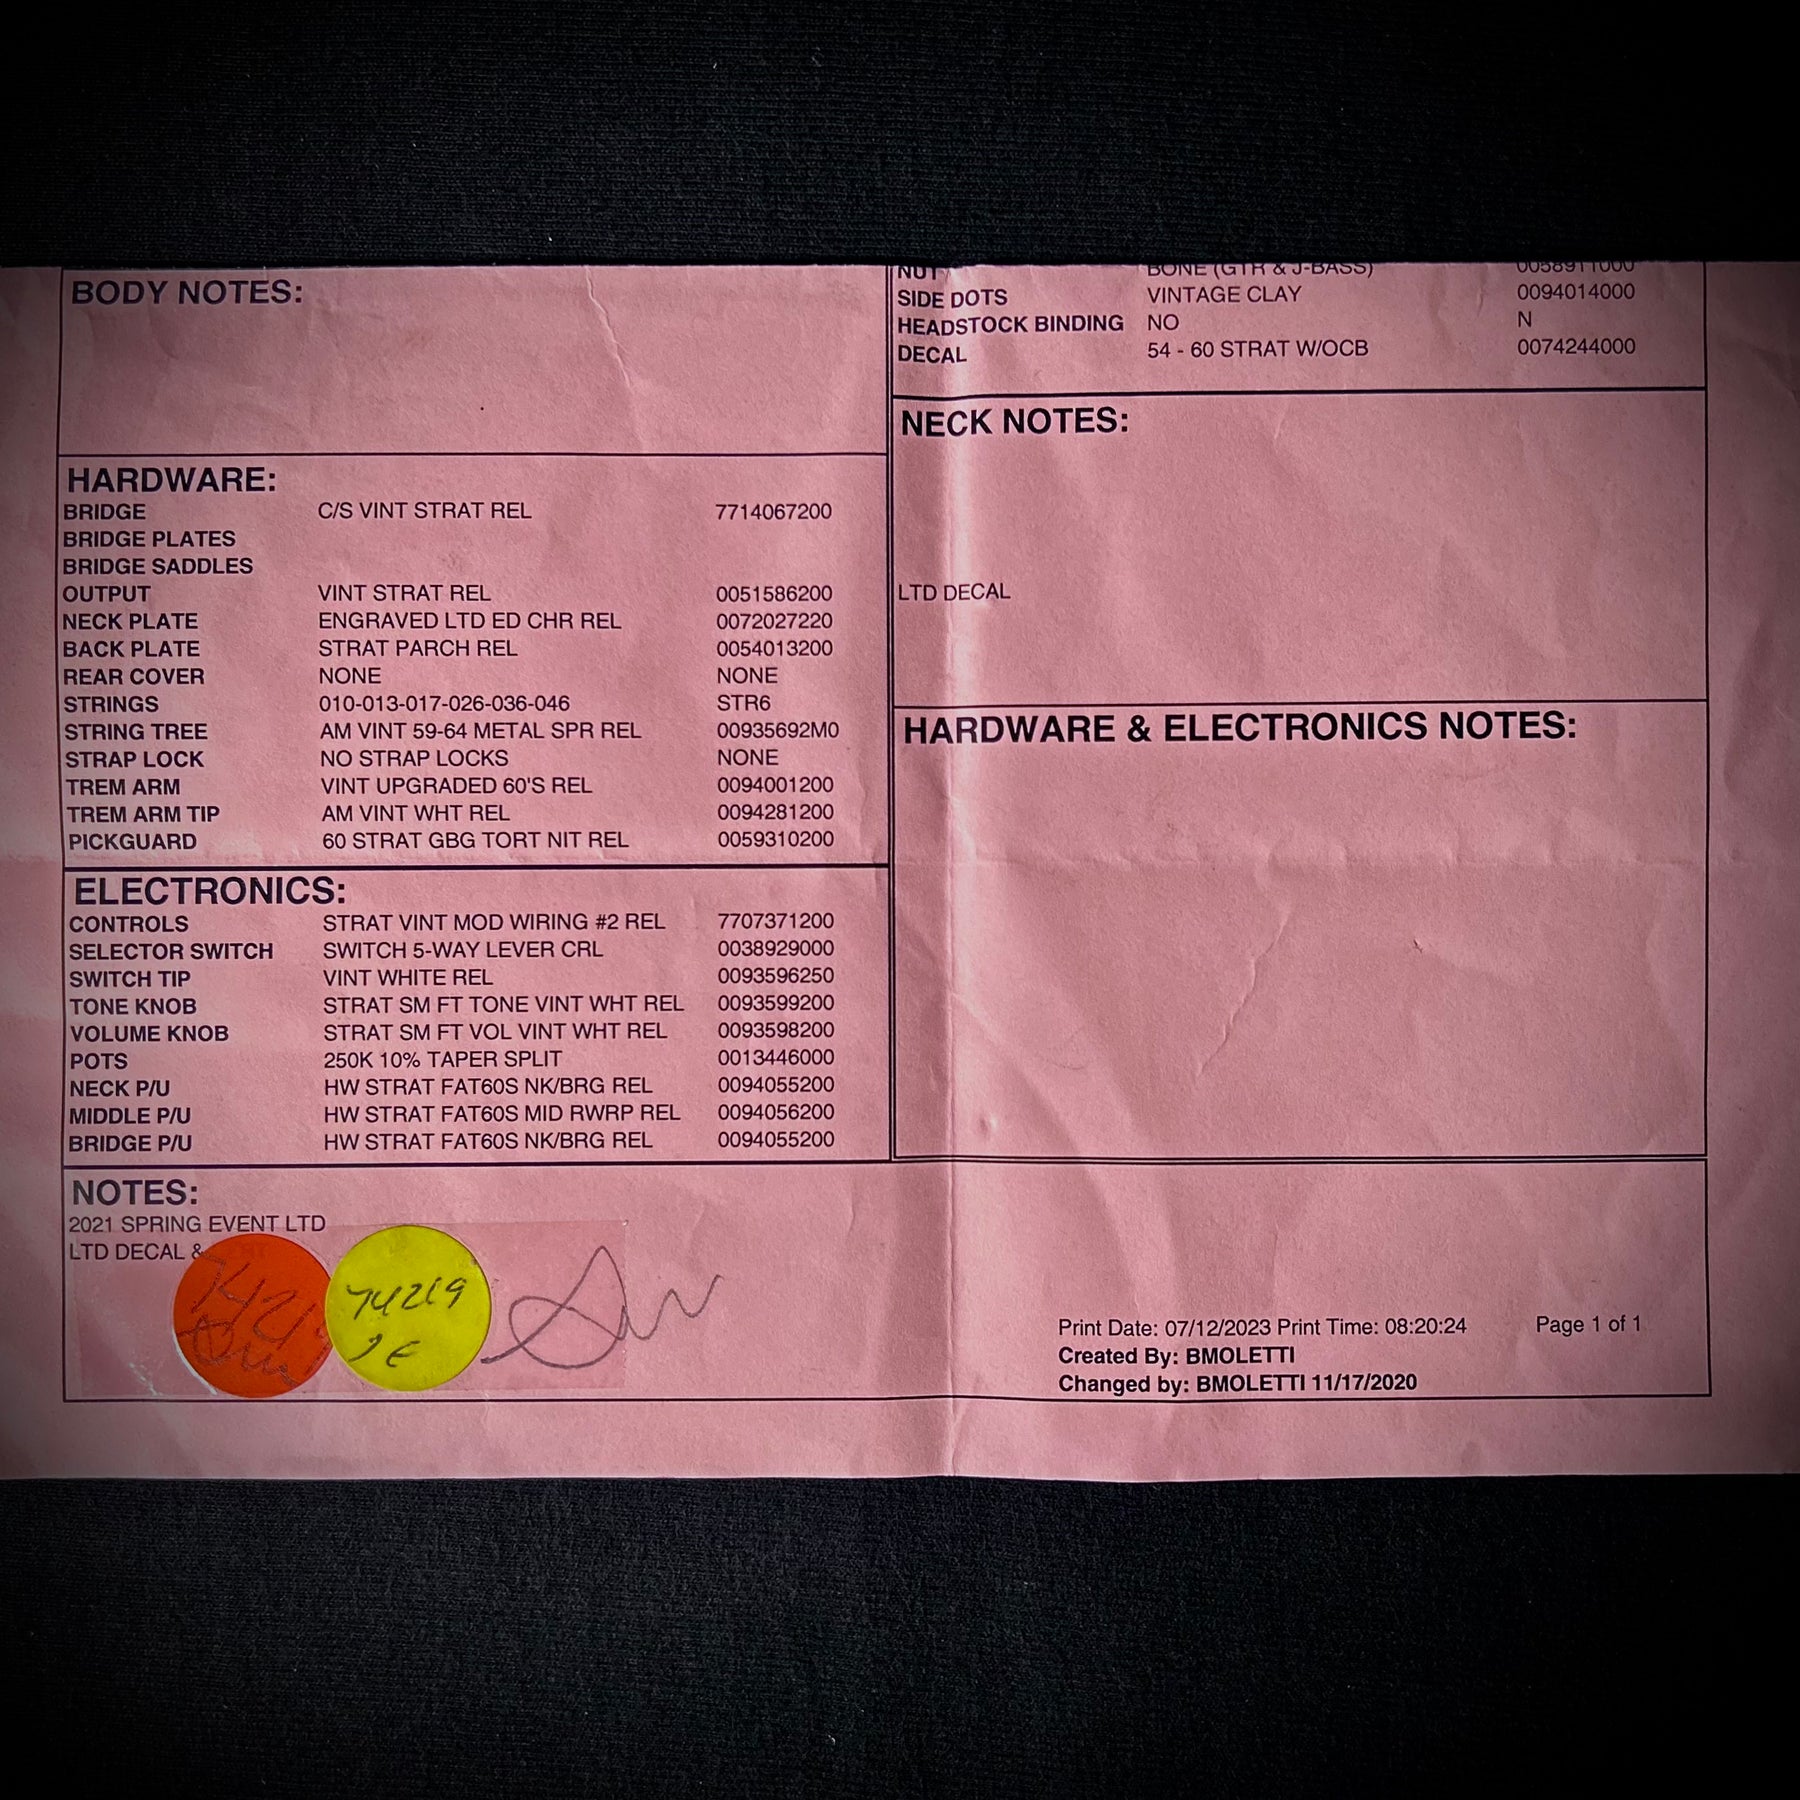 BODY NOTES:
NUT BONE (GTR & J-BASS) 0058911000
SIDE DOTS VINTAGE CLAY 0094014000
HEADSTOCK BINDING NO N
DECAL 54 - 60 STRAT W/OCB 0074244000
NECK NOTES:
LTD DECAL
HARDWARE & ELECTRONICS NOTES:
HARDWARE:
BRIDGE C/S VINT STRAT REL 7714067200
BRIDGE PLATES
BRIDGE SADDLES
OUTPUT VINT STRAT REL 0051586200
NECK PLATE ENGRAVED LTD ED CHR REL 0072027220
BACK PLATE STRAT PARCH REL 0054013200
REAR COVER NONE NONE
STRINGS 010-013-017-026-036-046 STR6
STRING TREE AM VINT 59-64 METAL SPR REL 00935692M0
STRAP LOCK NO STRAP LOCKS NONE
TREM ARM VINT UPGRADED 60'S REL 0094001200
TREM ARM TIP AM VINT WHT REL 0094281200
PICKGUARD 60 STRAT GBG TORT NIT REL 0059310200
ELECTRONICS:
CONTROLS STRAT VINT MOD WIRING #2 REL 7707371200
SELECTOR SWITCH SWITCH 5-WAY LEVER CRL 0038929000
SWITCH TIP VINT WHITE REL 0093596250
TONE KNOB STRAT SM FT TONE VINT WHT REL 0093599200
VOLUME KNOB STRAT SM FT VOL VINT WHT REL 0093598200
POTS 250K 10% TAPER SPLIT 0013446000
NECK P/U HW STRAT FAT60S NK/BRG REL 0094055200
MIDDLE P/U HW STRAT FAT60S MID RWRP REL 0094056200
BRIDGE P/U HW STRAT FAT60S NK/BRG REL 0094055200
NOTES:
2021 SPRING EVENT LTD
LTD DECAL &
74219
Print Date: 07/12/2023 Print Time: 08:20:24 Page 1 of 1
Created By: BMOLETTI
Changed by: BMOLETTI 11/17/2020